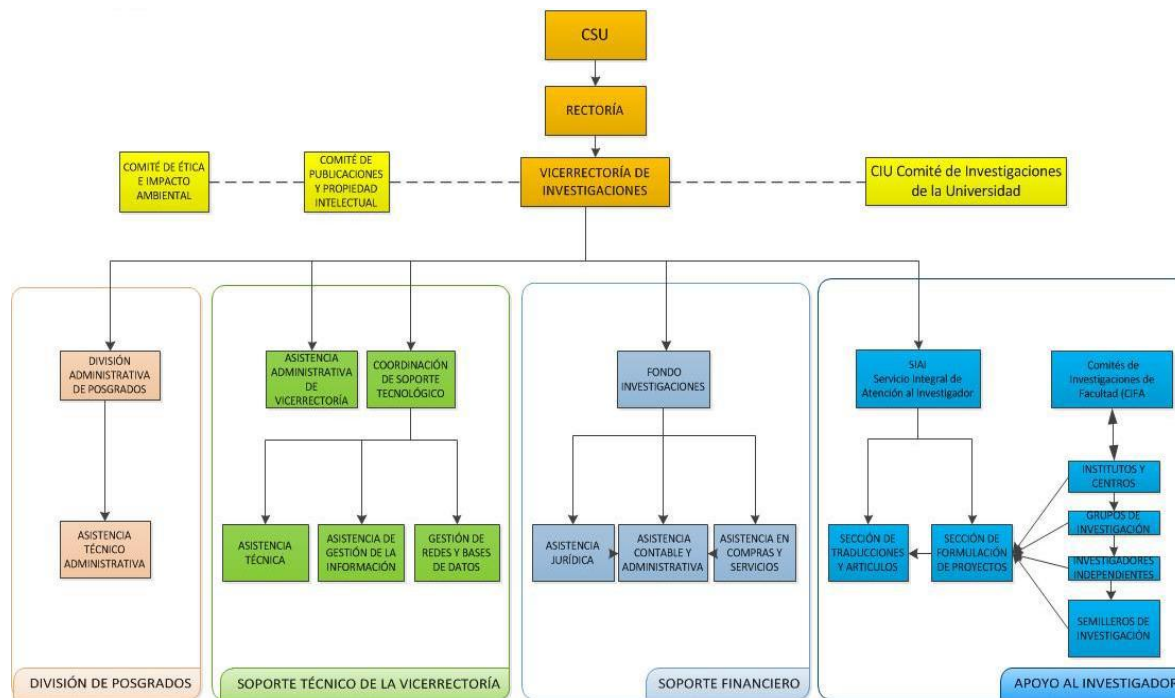 CSU
RECTORÍA
COMITÉ DE ÉTICA
E IMPACTO
AMBIENTAL
COMITÉ DE
PUBLICACIONES
Y PROPIEDAD
INTELECTUAL
VICERRECTORÍA DE
INVESTIGACIONES
CIU Comité de Investigaciones
de la Universidad
DIVISIÓN
ADMINISTRATIVA
DE POSGRADOS
ASISTENCIA
TÉCNICO
ADMINISTRATIVA
DIVISIÓN DE POSGRADOS
ASISTENCIA
ADMINISTRATIVA
DE
VICERRECTORÍA
COORDINACIÓN
DE SOPORTE
TECNOLÓGICO
ASISTENCIA
TÉCNICA
ASISTENCIA DE
GESTIÓN DE LA
INFORMACIÓN
GESTIÓN DE
REDES Y BASES
DE DATOS
SOPORTE TÉCNICO DE LA VICERRECTORÍA
FONDO
INVESTIGACIONES
ASISTENCIA
JURÍDICA
ASISTENCIA
CONTABLE Y
ADMINISTRATIVA
ASISTENCIA EN
COMPRAS Y
SERVICIOS
SOPORTE FINANCIERO
SIAI
Servicio Integral de
Atención al Investigador
Comités de
Investigaciones de
Facultad (CIFA
INSTITUTOS Y
CENTROS
GRUPOS DE
INVESTIGACIÓN
INVESTIGADORES
INDEPENDIENTES
SEMILLEROS DE
INVESTIGACIÓN
SECCIÓN DE
TRADUCCIONES
Y ARTICULOS
SECCIÓN DE
FORMULACIÓN
DE PROYECTOS
APOYO AL INVESTIGADOR